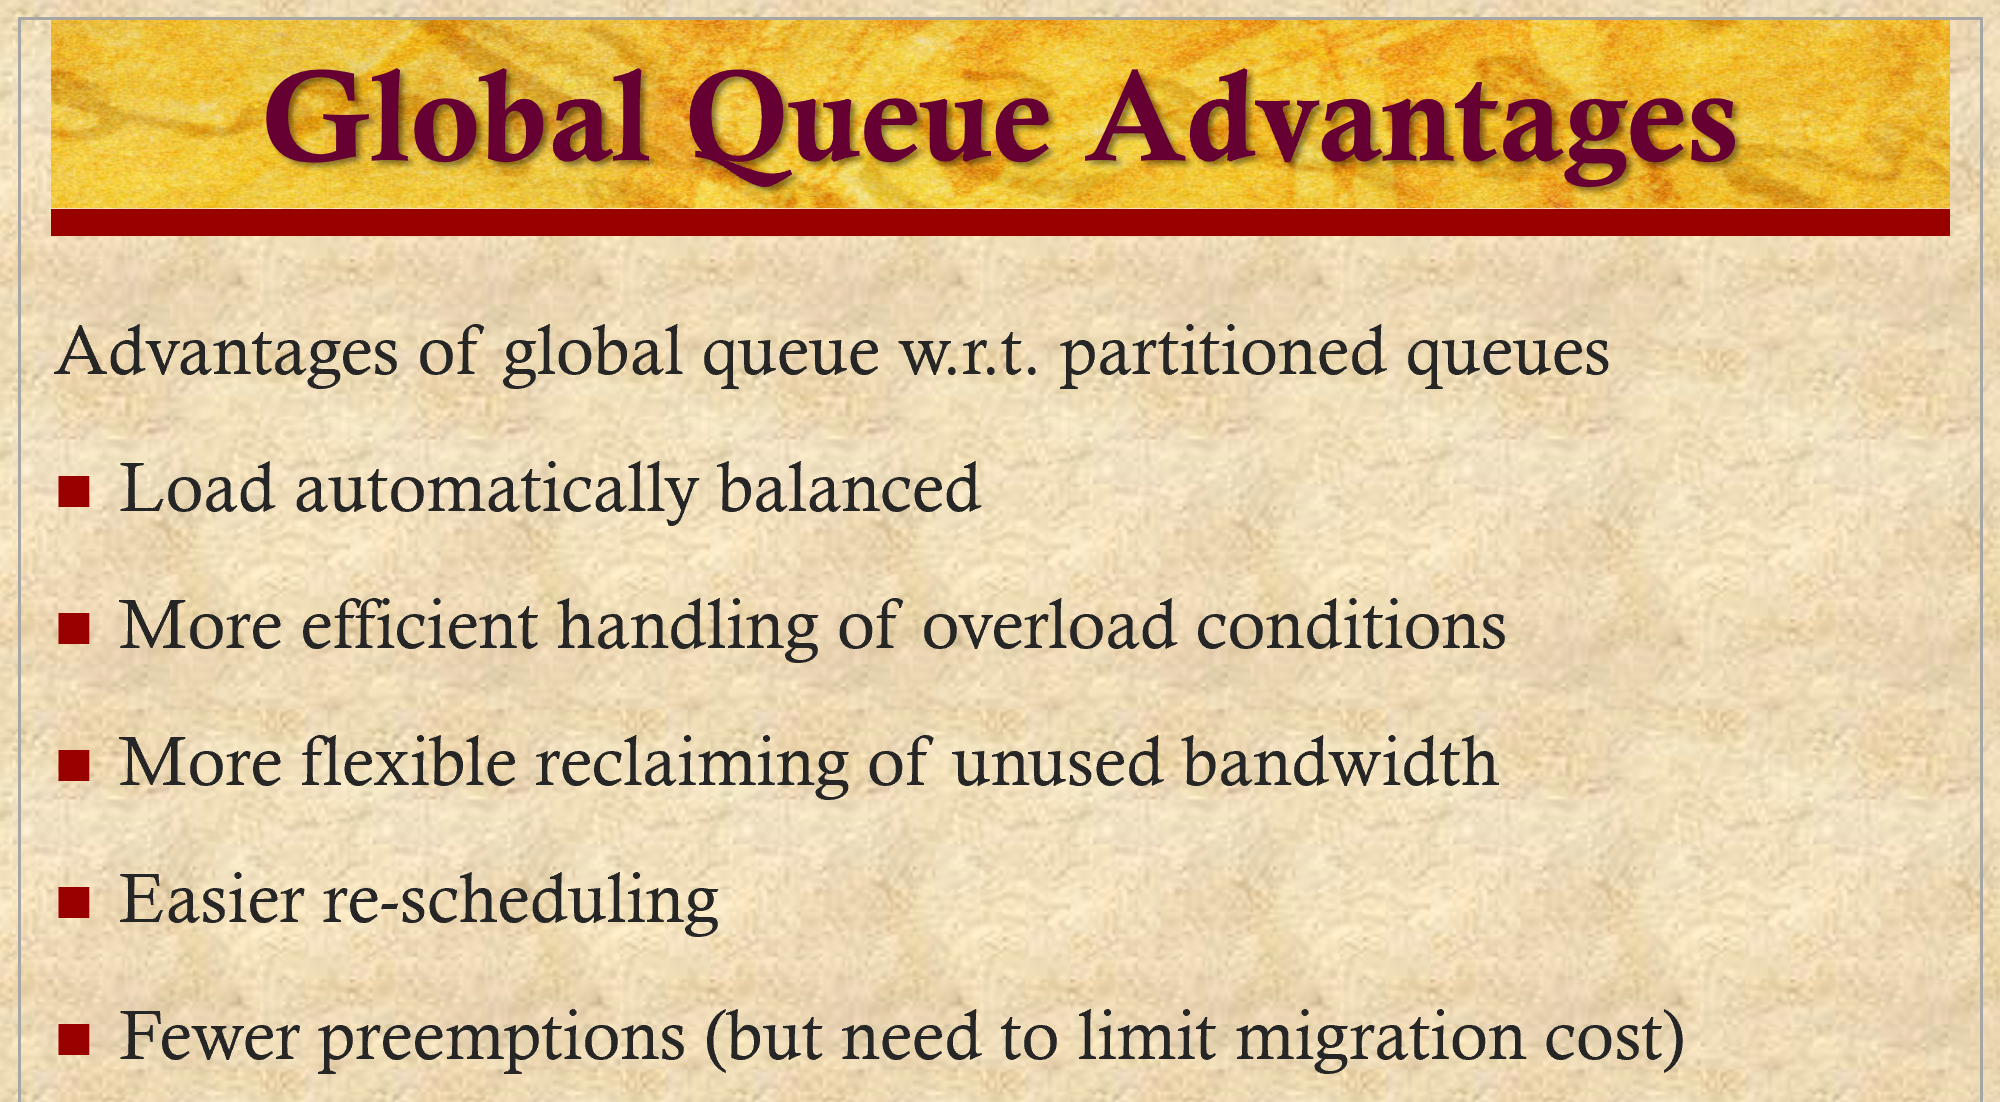 Global Queue Advantages
Advantages of global queue w.r.t. partitioned queues
■ Load automatically balanced
■ More efficient handling of overload conditions
■ More flexible reclaiming of unused bandwidth
■ Easier re-scheduling
■ Fewer preemptions (but need to limit migration cost)